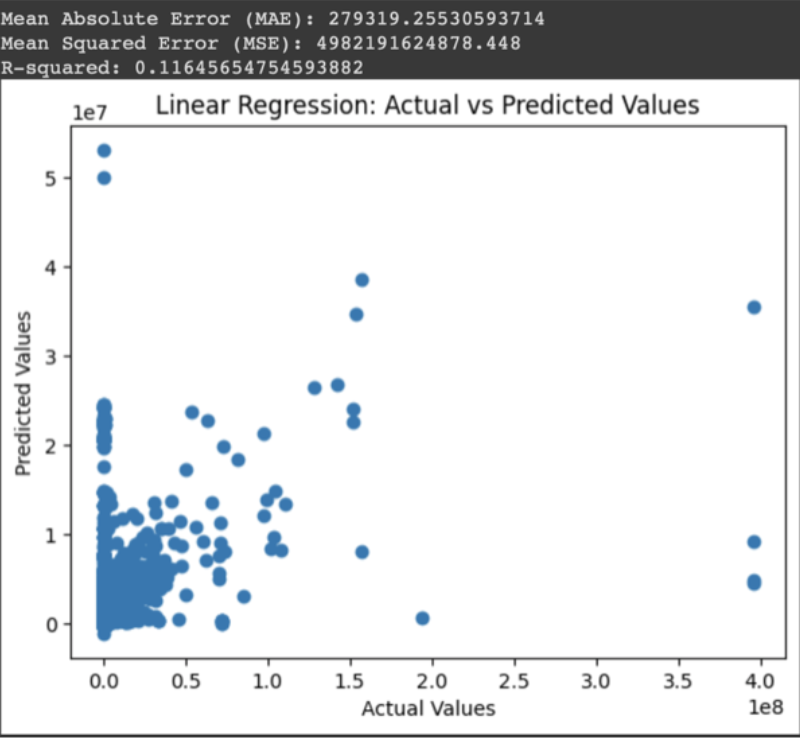 Mean Absolute Error (MAE): 279319.25530593714
Mean Squared Error (MSE): 4982191624878.448
R-squared: 0.11645654754593882
Linear Regression: Actual vs Predicted Values
1e7
5
4
3
2
1
0
Predicted Values
0.0 0.5 1.0 1.5 2.0 2.5 3.0 3.5 4.0
1e8
Actual Values